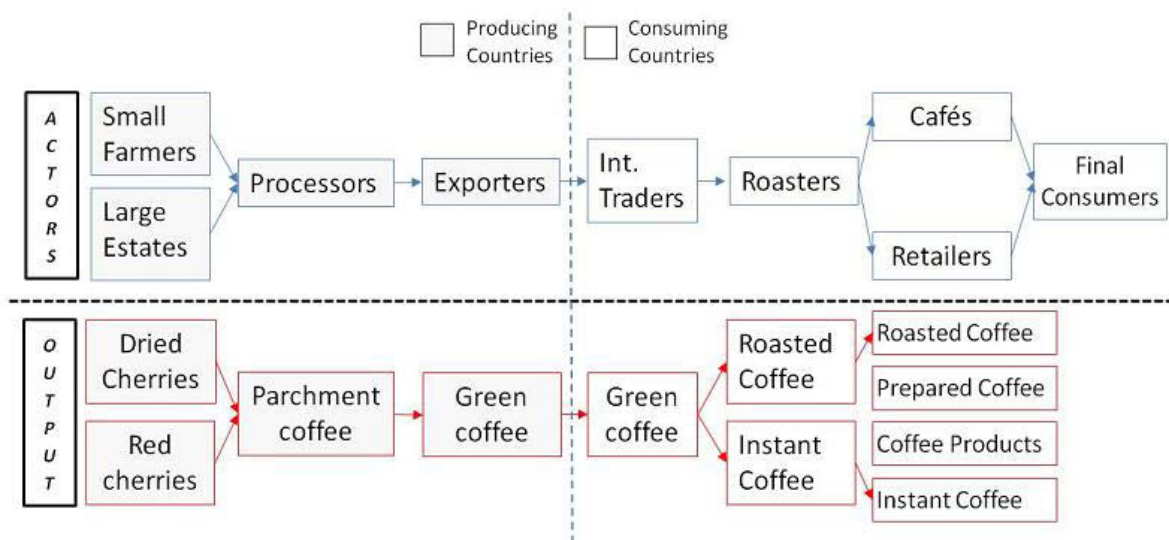 Producing
Countries
Consuming
Countries
ACTORS
Small
Farmers
Large
Estates
Processors
Exporters
Int.
Traders
Roasters
Cafés
Retailers
Final
Consumers
OUTPUT
Dried
Cherries
Red
cherries
Parchment
coffee
Green
coffee
Green
coffee
Roasted
Coffee
Instant
Coffee
Roasted Coffee
Prepared Coffee
Coffee Products
Instant Coffee